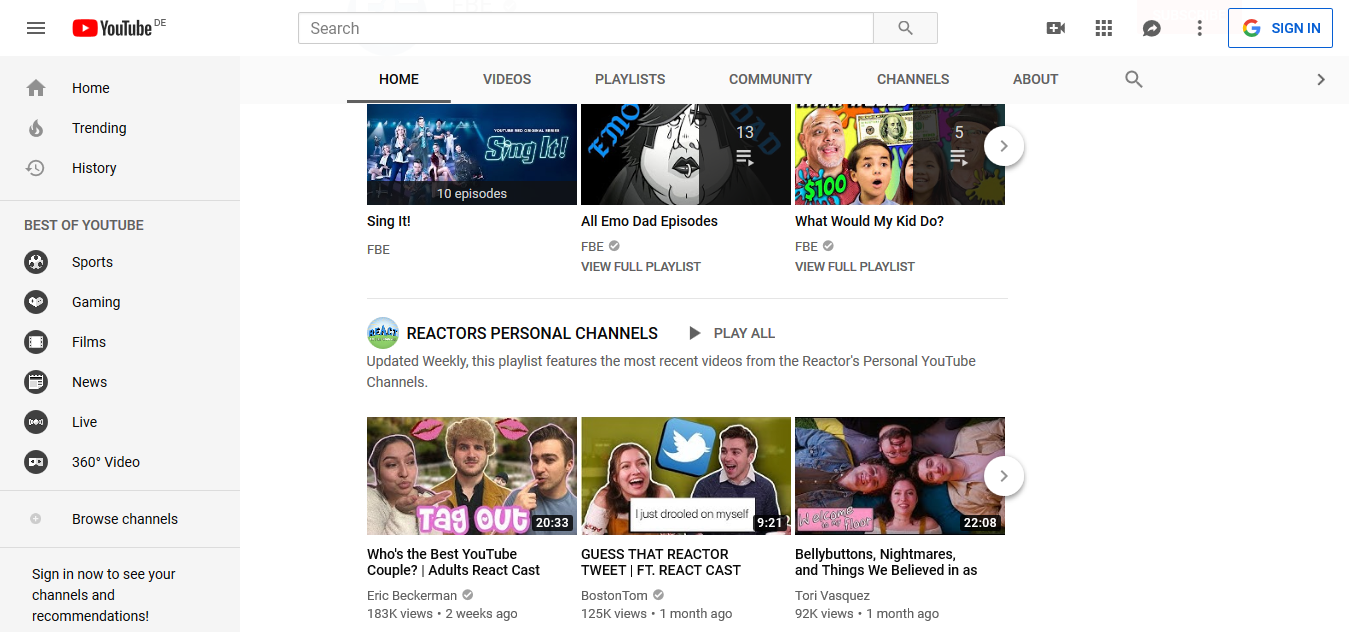 YouTube DE
Search
SIGN IN
Home
Trending
History
BEST OF YOUTUBE
Sports
Gaming
Films
News
Live
360° Video
Browse channels
Sign in now to see your
channels and
recommendations!
HOME
VIDEOS
PLAYLISTS
COMMUNITY
CHANNELS
ABOUT
YOUTUBE RED ORIGINAL SERIES
Sing It!
10 episodes
EMO DAD
13
$100
5
Sing It!
FBE
All Emo Dad Episodes
FBE
VIEW FULL PLAYLIST
What Would My Kid Do?
FBE
VIEW FULL PLAYLIST
REACT
REACTORS PERSONAL CHANNELS
PLAY ALL
Updated Weekly, this playlist features the most recent videos from the Reactor's Personal YouTube
Channels.
TAG OUT
20:33
I just drooled on myself
9:21
Welcome
to my floor
22:08
Who's the Best YouTube
Couple? | Adults React Cast
Eric Beckerman
183K views • 2 weeks ago
GUESS THAT REACTOR
TWEET | FT. REACT CAST
BostonTom
125K views • 1 month ago
Bellybuttons, Nightmares,
and Things We Believed in as
Tori Vasquez
92K views • 1 month ago